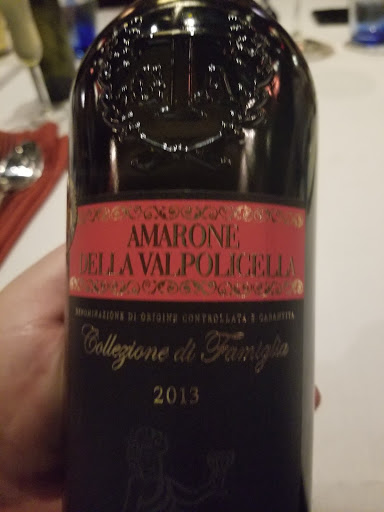 AMARONE
DELLA VALPOLICELLA
DENOMINAZIONE DI ORIGINE CONTROLLATA E GARANTITA
Collezione di Famiglia
2013